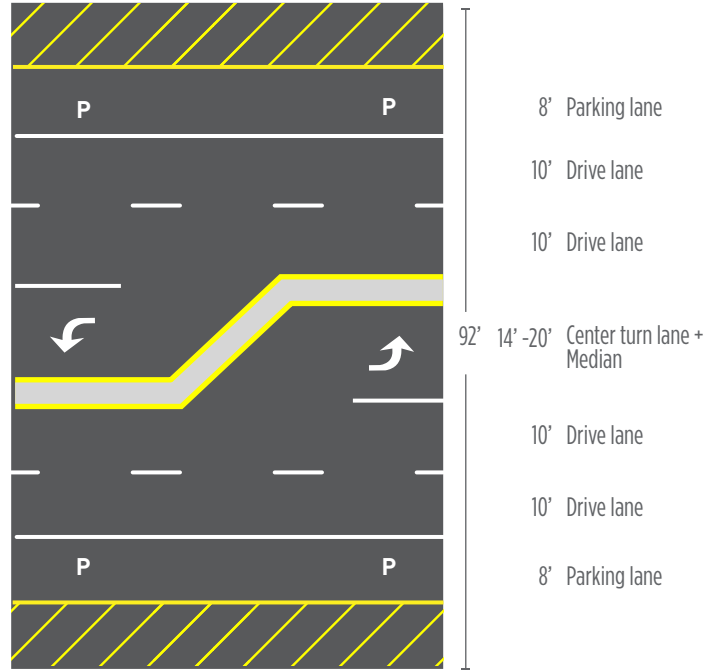 P P
8’ Parking lane
10’ Drive lane
10’ Drive lane
92’ 14’ -20’ Center turn lane +
Median
10’ Drive lane
10’ Drive lane
P P
8’ Parking lane